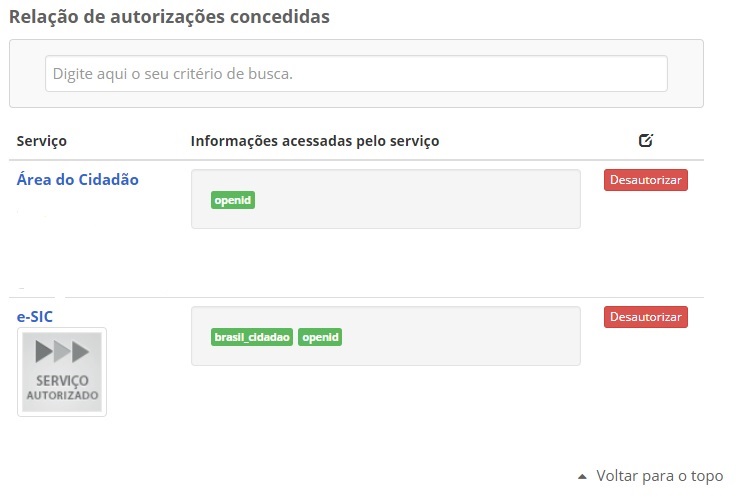 Relação de autorizações concedidas
Digite aqui o seu critério de busca.
Serviço Informações acessadas pelo serviço
Área do Cidadão Desautorizar
openid
e-SIC Desautorizar
brasil_cidadao openid
SERVIÇO
AUTORIZADO
Voltar para o topo